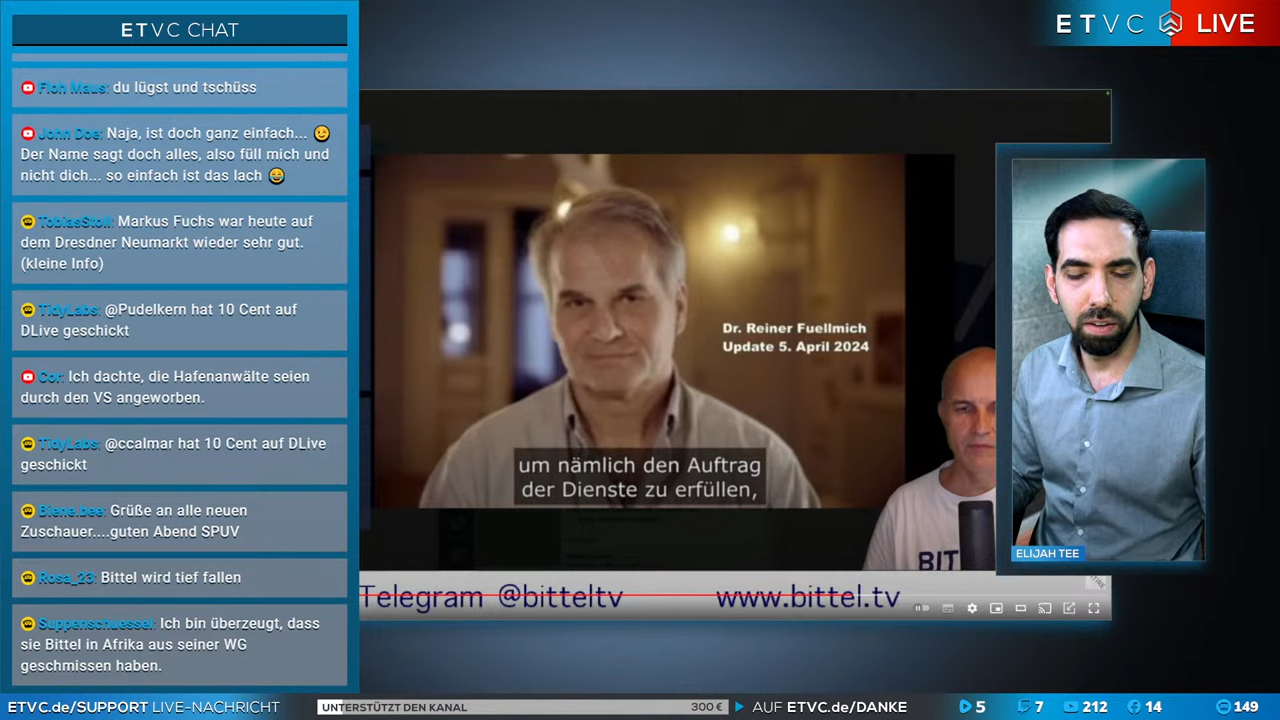 ETVC CHAT
Floh Maus: du lügst und tschüss
John Doe: Naja, ist doch ganz einfach... 😉
Der Name sagt doch alles, also füll mich und
nicht dich... so einfach ist das lach 😂
TobiasStoll: Markus Fuchs war heute auf
dem Dresdner Neumarkt wieder sehr gut.
(kleine Info)
TidyLabs: @Pudelkern hat 10 Cent auf
DLive geschickt
Cor: Ich dachte, die Hafenanwälte seien
durch den VS angeworben.
TidyLabs: @ccalmar hat 10 Cent auf DLive
geschickt
Biene.bee: Grüße an alle neuen
Zuschauer....guten Abend SPUV
Rosa_23: Bittel wird tief fallen
Suppenschuessel: Ich bin überzeugt, dass
sie Bittel in Afrika aus seiner WG
geschmissen haben.
ETVC LIVE
Dr. Reiner Fuellmich
Update 5. April 2024
um nämlich den Auftrag
der Dienste zu erfüllen,
BIT
ELIJAH TEE
Telegram @bitteltv www.bittel.tv
ETVC.de/SUPPORT LIVE-NACHRICHT
UNTERSTÜTZT DEN KANAL 300 €
AUF ETVC.de/DANKE
5 7 212 14 149